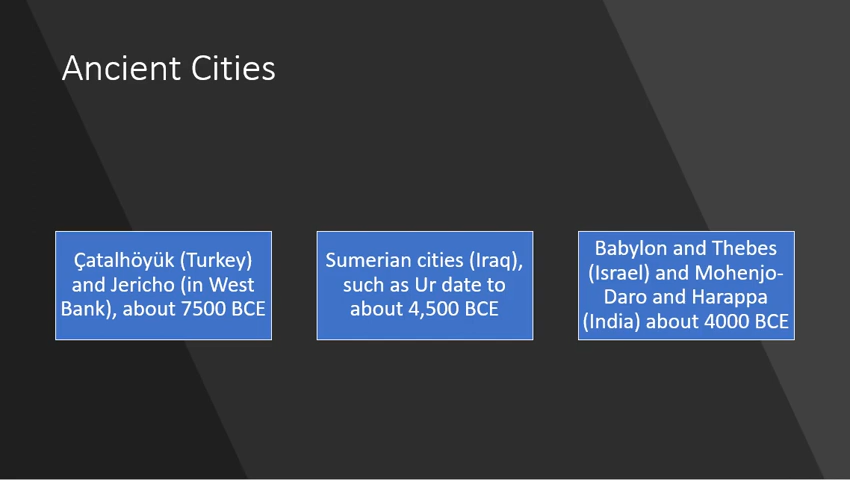 Ancient Cities
Çatalhöyük (Turkey)
and Jericho (in West
Bank), about 7500 BCE
Sumerian cities (Iraq),
such as Ur date to
about 4,500 BCE
Babylon and Thebes
(Israel) and Mohenjo-
Daro and Harappa
(India) about 4000 BCE